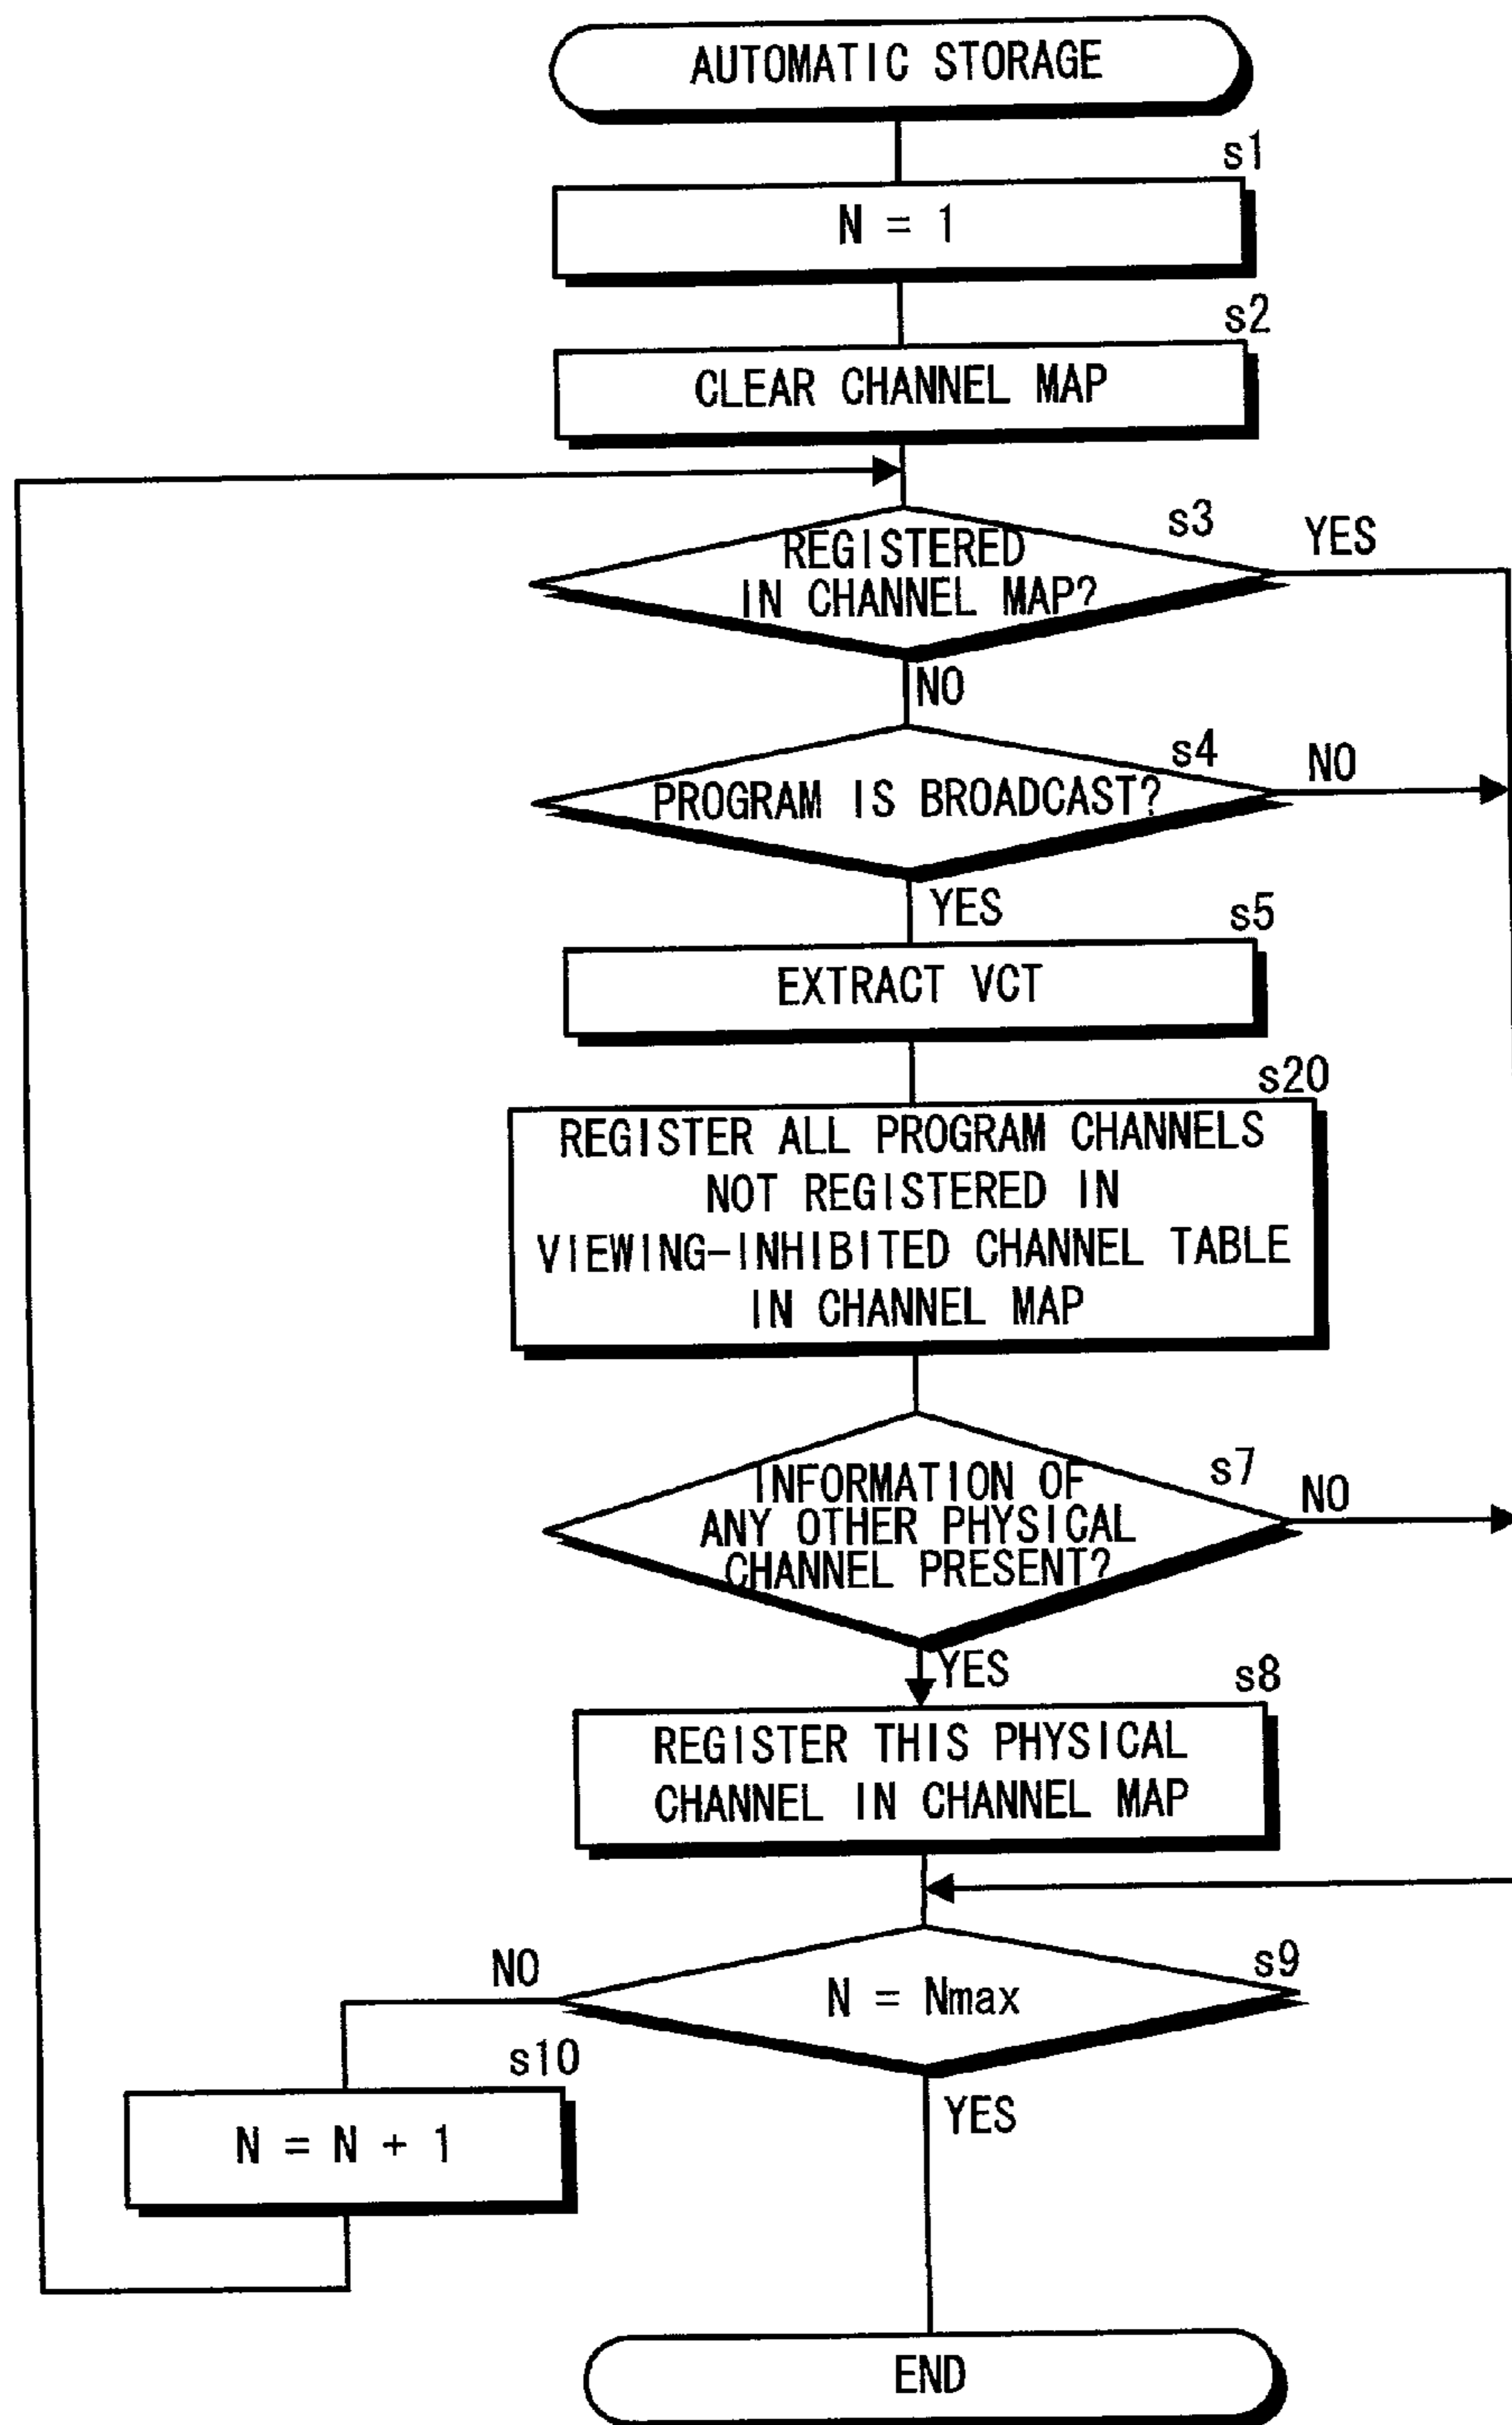 AUTOMATIC STORAGE
s1
N = 1
s2
CLEAR CHANNEL MAP
s3
YES
REGISTERED
IN CHANNEL MAP?
NO
s4
NO
PROGRAM IS BROADCAST?
YES
s5
EXTRACT VCT
s20
REGISTER ALL PROGRAM CHANNELS
NOT REGISTERED IN
VIEWING-INHIBITED CHANNEL TABLE
IN CHANNEL MAP
s7
NO
INFORMATION OF
ANY OTHER PHYSICAL
CHANNEL PRESENT?
YES
s8
REGISTER THIS PHYSICAL
CHANNEL IN CHANNEL MAP
NO
s9
N = Nmax
s10
YES
N = N + 1
END